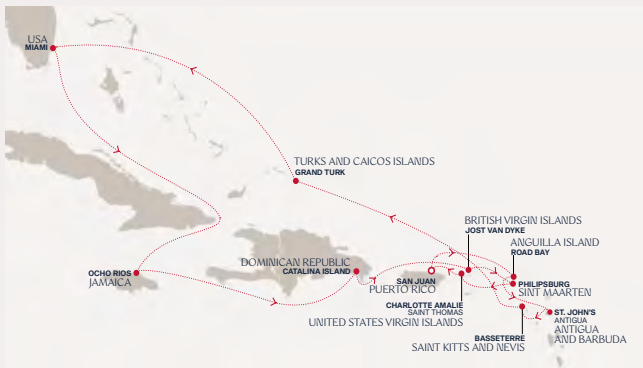 USA
MIAMI
TURKS AND CAICOS ISLANDS
GRAND TURK
BRITISH VIRGIN ISLANDS
JOST VAN DYKE
ANGUILLA ISLAND
ROAD BAY
DOMINICAN REPUBLIC
CATALINA ISLAND
OCHO RIOS
JAMAICA
SAN JUAN
PUERTO RICO
PHILIPSBURG
SINT MAARTEN
CHARLOTTE AMALIE
SAINT THOMAS
UNITED STATES VIRGIN ISLANDS
ST. JOHN'S
ANTIGUA
ANTIGUA
AND BARBUDA
BASSETERRE
SAINT KITTS AND NEVIS